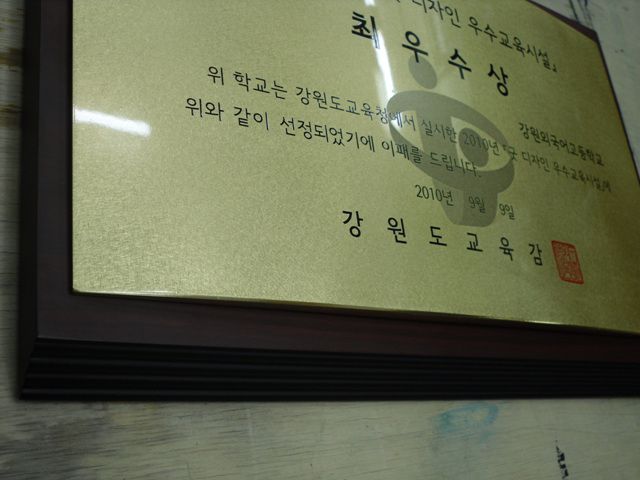 디자인 우수교육시설」
최 우 수 상
강원외국어고등학교
위 학교는 강원도교육청에서 실시한 2010년 「굿 디자인 우수교육시설」에
위와 같이 선정되었기에 이패를 드립니다.
2010년 9월 9일
강 원 도 교 육 감